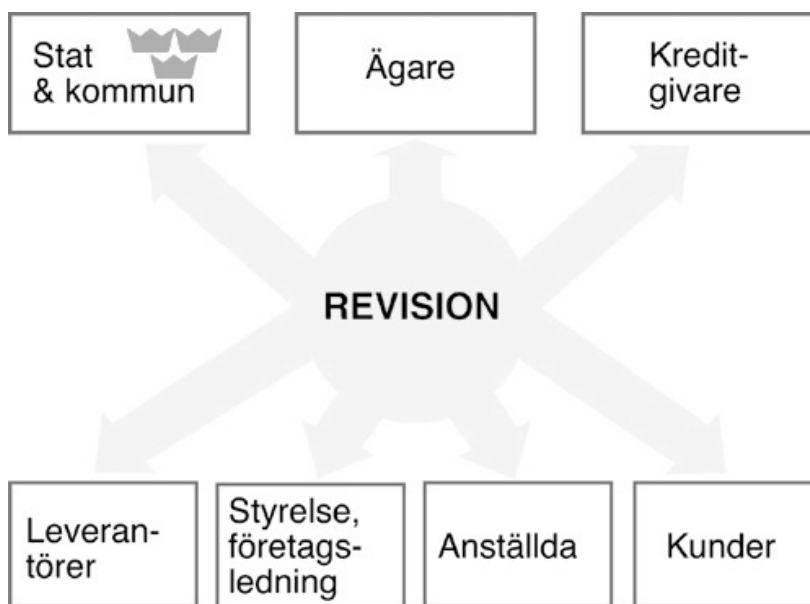 Stat
& kommun
Ägare
Kredit-
givare
REVISION
Leveran-
törer
Styrelse,
företags-
ledning
Anställda
Kunder